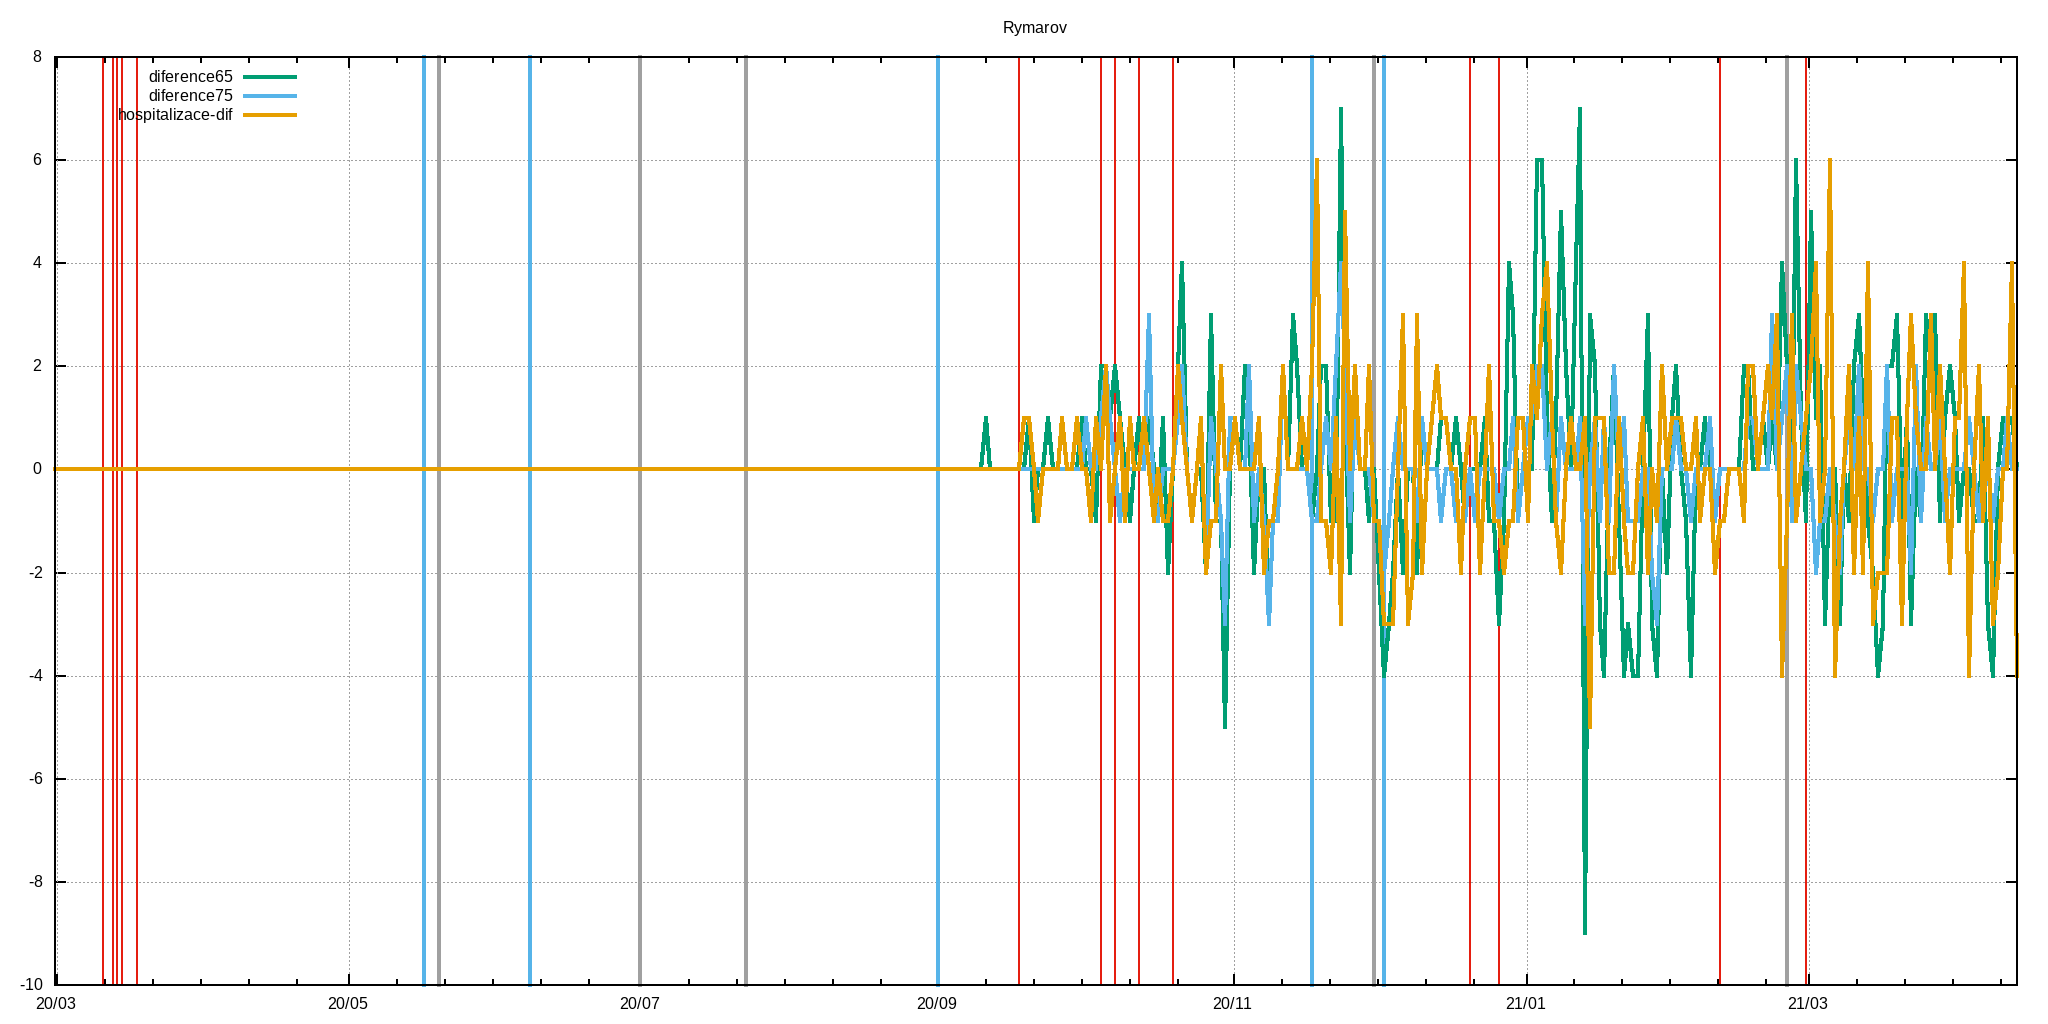 Rymarov
8
diference65
diference75
hospitalizace-dif
6
4
2
0
-2
-4
-6
-8
-10
20/03 20/05 20/07 20/09 20/11 21/01 21/03